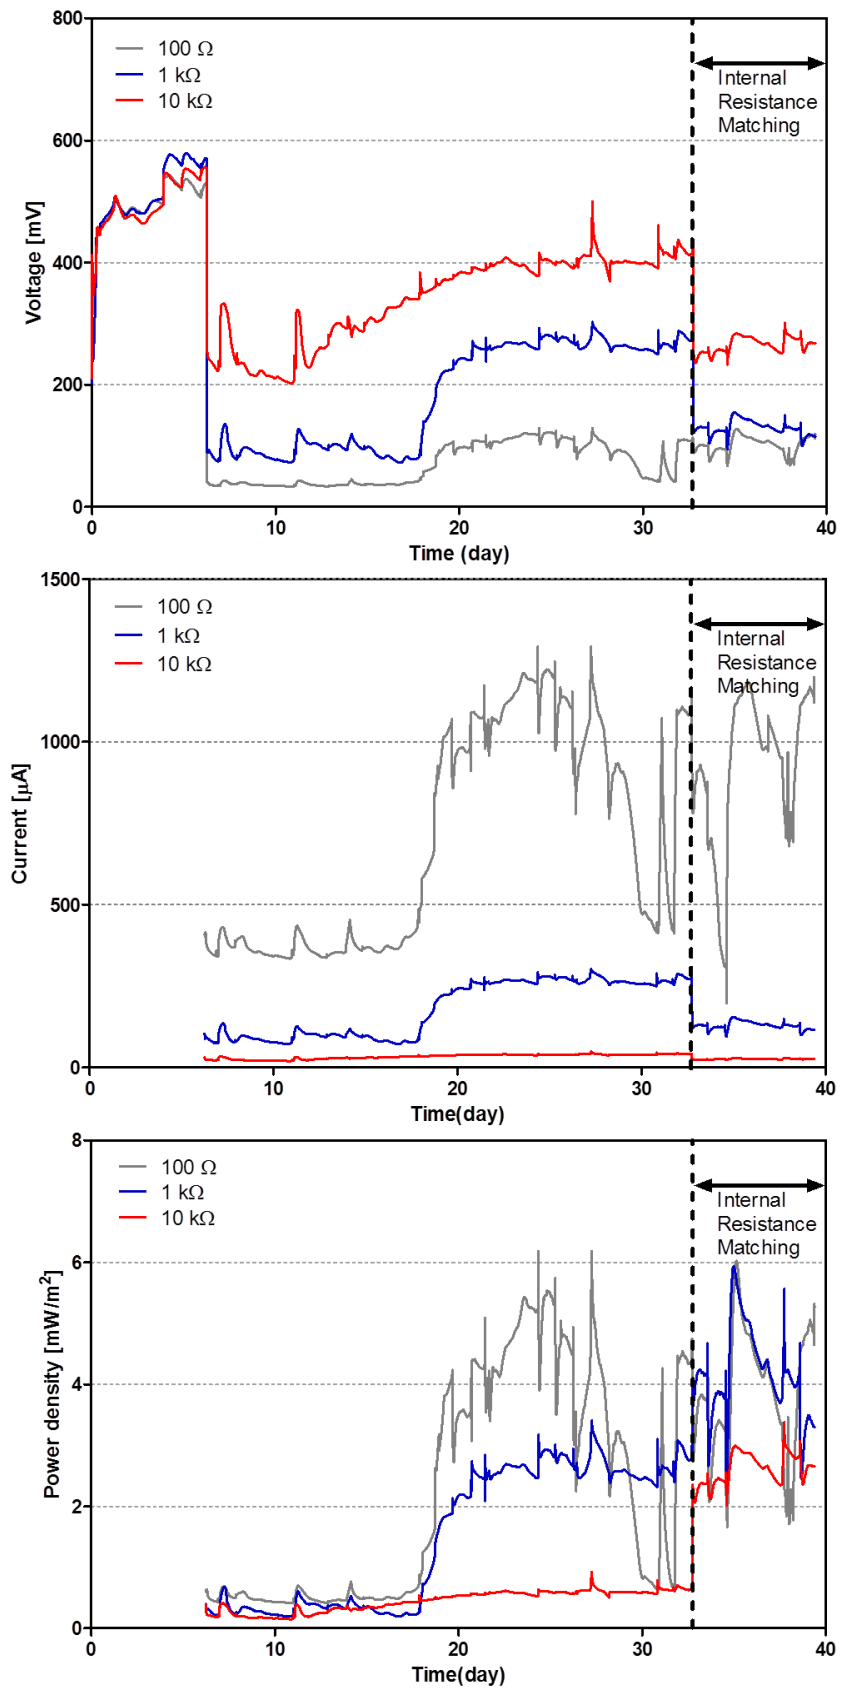 800
600
400
200
0
Voltage [mV]
100 Ω
1 kΩ
10 kΩ
Internal
Resistance
Matching
0
10
20
30
40
Time (day)
1500
1000
500
0
Current [μA]
100 Ω
1 kΩ
10 kΩ
Internal
Resistance
Matching
0
10
20
30
40
Time(day)
8
6
4
2
0
Power density [mW/m²]
100 Ω
1 kΩ
10 kΩ
Internal
Resistance
Matching
0
10
20
30
40
Time(day)